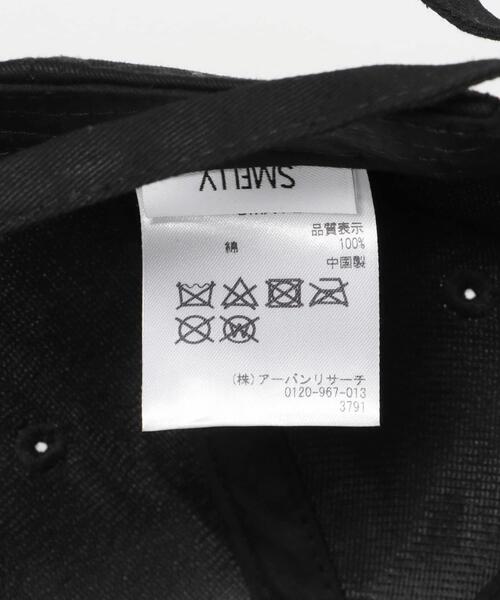 SMELLY
品質表示
綿 100%
中国製
W
(株)アーバンリサーチ
0120-967-013
3791